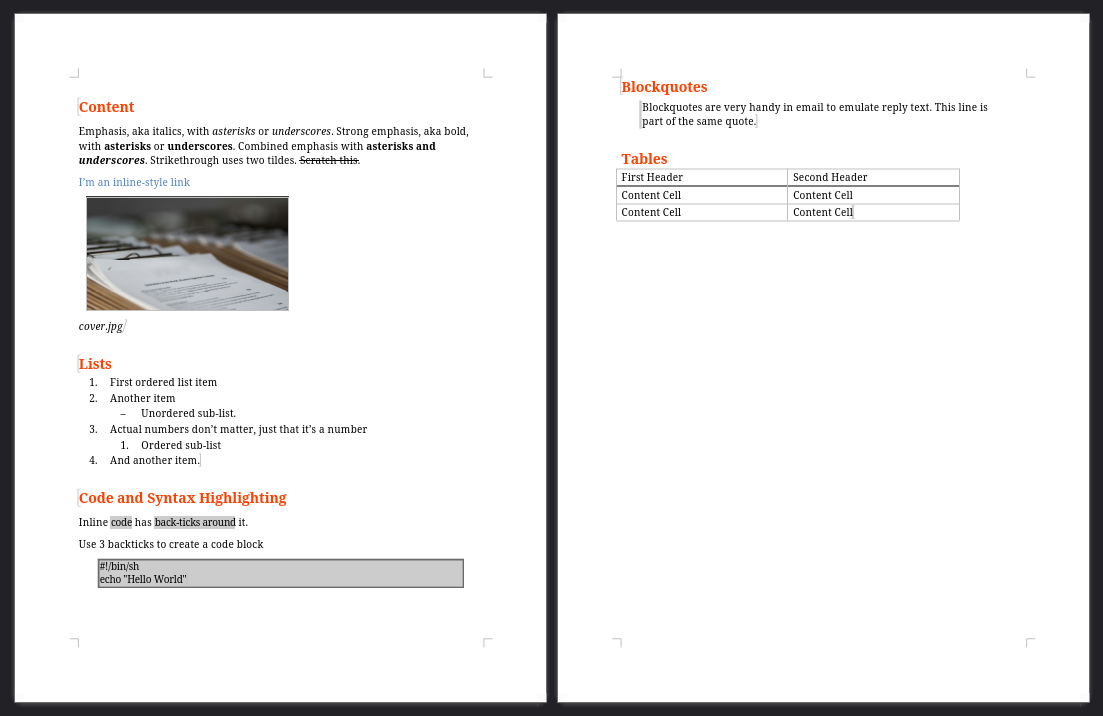 Content
Emphasis, aka italics, with asterisks or underscores. Strong emphasis, aka bold,
with asterisks or underscores. Combined emphasis with asterisks and
underscores. Strikethrough uses two tildes. Scratch this.
I’m an inline-style link
cover.jpg
Lists
1. First ordered list item
2. Another item
– Unordered sub-list.
3. Actual numbers don’t matter, just that it’s a number
1. Ordered sub-list
4. And another item.
Code and Syntax Highlighting
Inline code has back-ticks around it.
Use 3 backticks to create a code block
#!/bin/sh
echo "Hello World"
Blockquotes
Blockquotes are very handy in email to emulate reply text. This line is
part of the same quote.
Tables
First Header Second Header
Content Cell Content Cell
Content Cell Content Cell